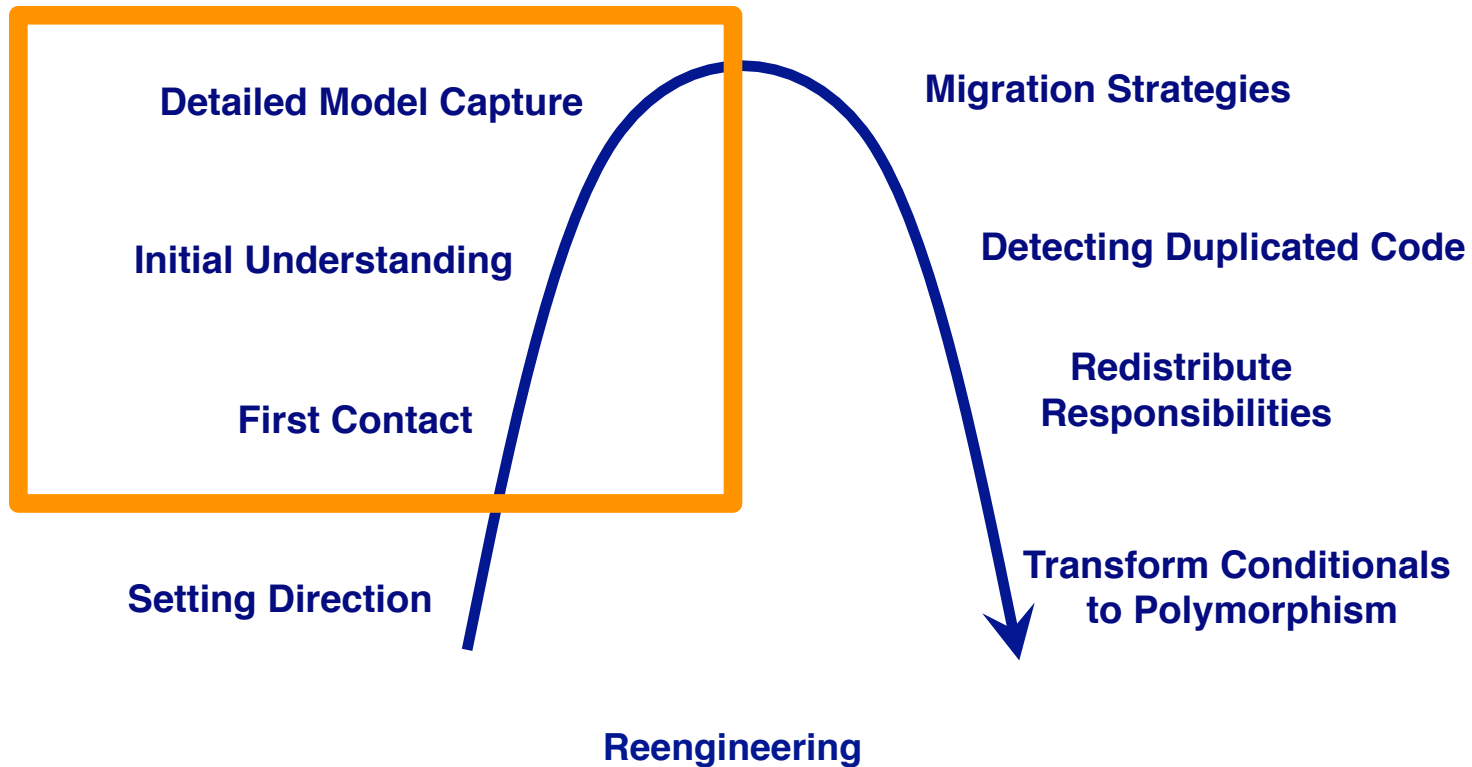 Detailed Model Capture
Initial Understanding
First Contact
Setting Direction
Migration Strategies
Detecting Duplicated Code
Redistribute
Responsibilities
Transform Conditionals
to Polymorphism
Reengineering